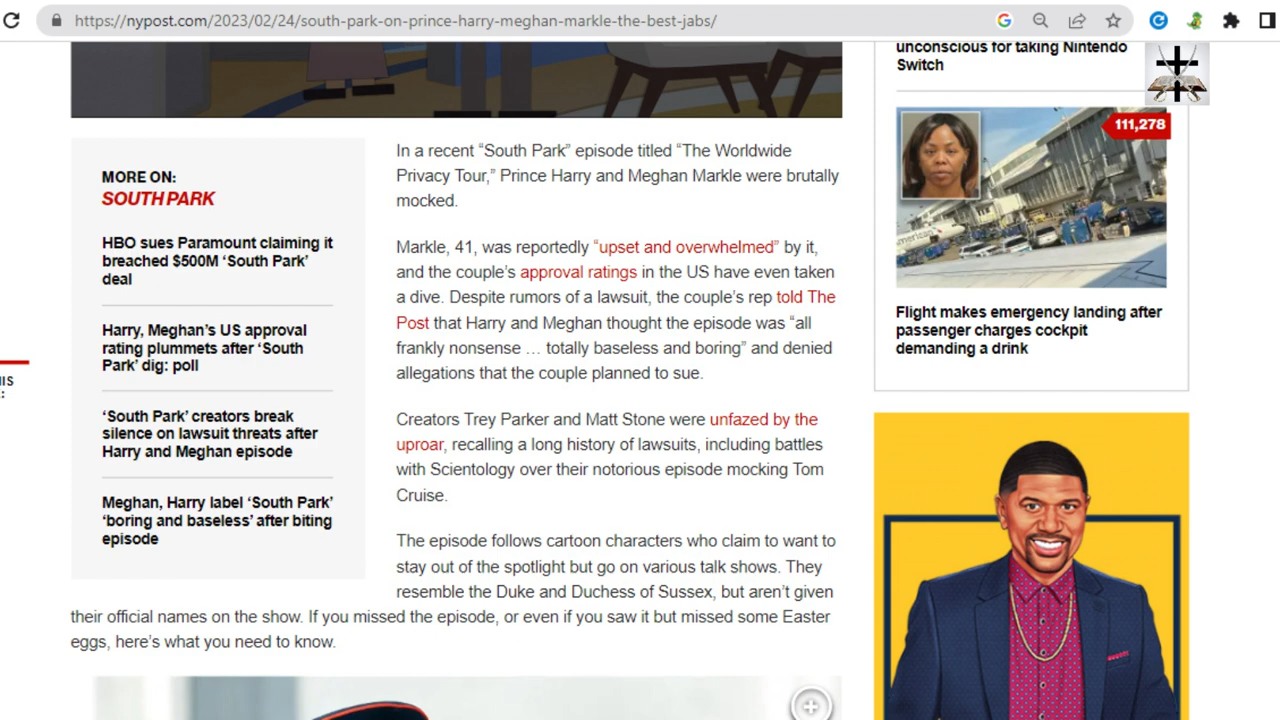 https://nypost.com/2023/02/24/south-park-on-prince-harry-meghan-markle-the-best-jabs/
MORE ON:
SOUTH PARK
HBO sues Paramount claiming it
breached $500M ‘South Park’
deal
Harry, Meghan’s US approval
rating plummets after ‘South
Park’ dig: poll
‘South Park’ creators break
silence on lawsuit threats after
Harry and Meghan episode
Meghan, Harry label ‘South Park’
‘boring and baseless’ after biting
episode
In a recent “South Park” episode titled “The Worldwide
Privacy Tour,” Prince Harry and Meghan Markle were brutally
mocked.
Markle, 41, was reportedly “upset and overwhelmed” by it,
and the couple’s approval ratings in the US have even taken
a dive. Despite rumors of a lawsuit, the couple’s rep told The
Post that Harry and Meghan thought the episode was “all
frankly nonsense … totally baseless and boring” and denied
allegations that the couple planned to sue.
Creators Trey Parker and Matt Stone were unfazed by the
uproar, recalling a long history of lawsuits, including battles
with Scientology over their notorious episode mocking Tom
Cruise.
The episode follows cartoon characters who claim to want to
stay out of the spotlight but go on various talk shows. They
resemble the Duke and Duchess of Sussex, but aren’t given
their official names on the show. If you missed the episode, or even if you saw it but missed some Easter
eggs, here’s what you need to know.
unconscious for taking Nintendo
Switch
111,278
American
Flight makes emergency landing after
passenger charges cockpit
demanding a drink